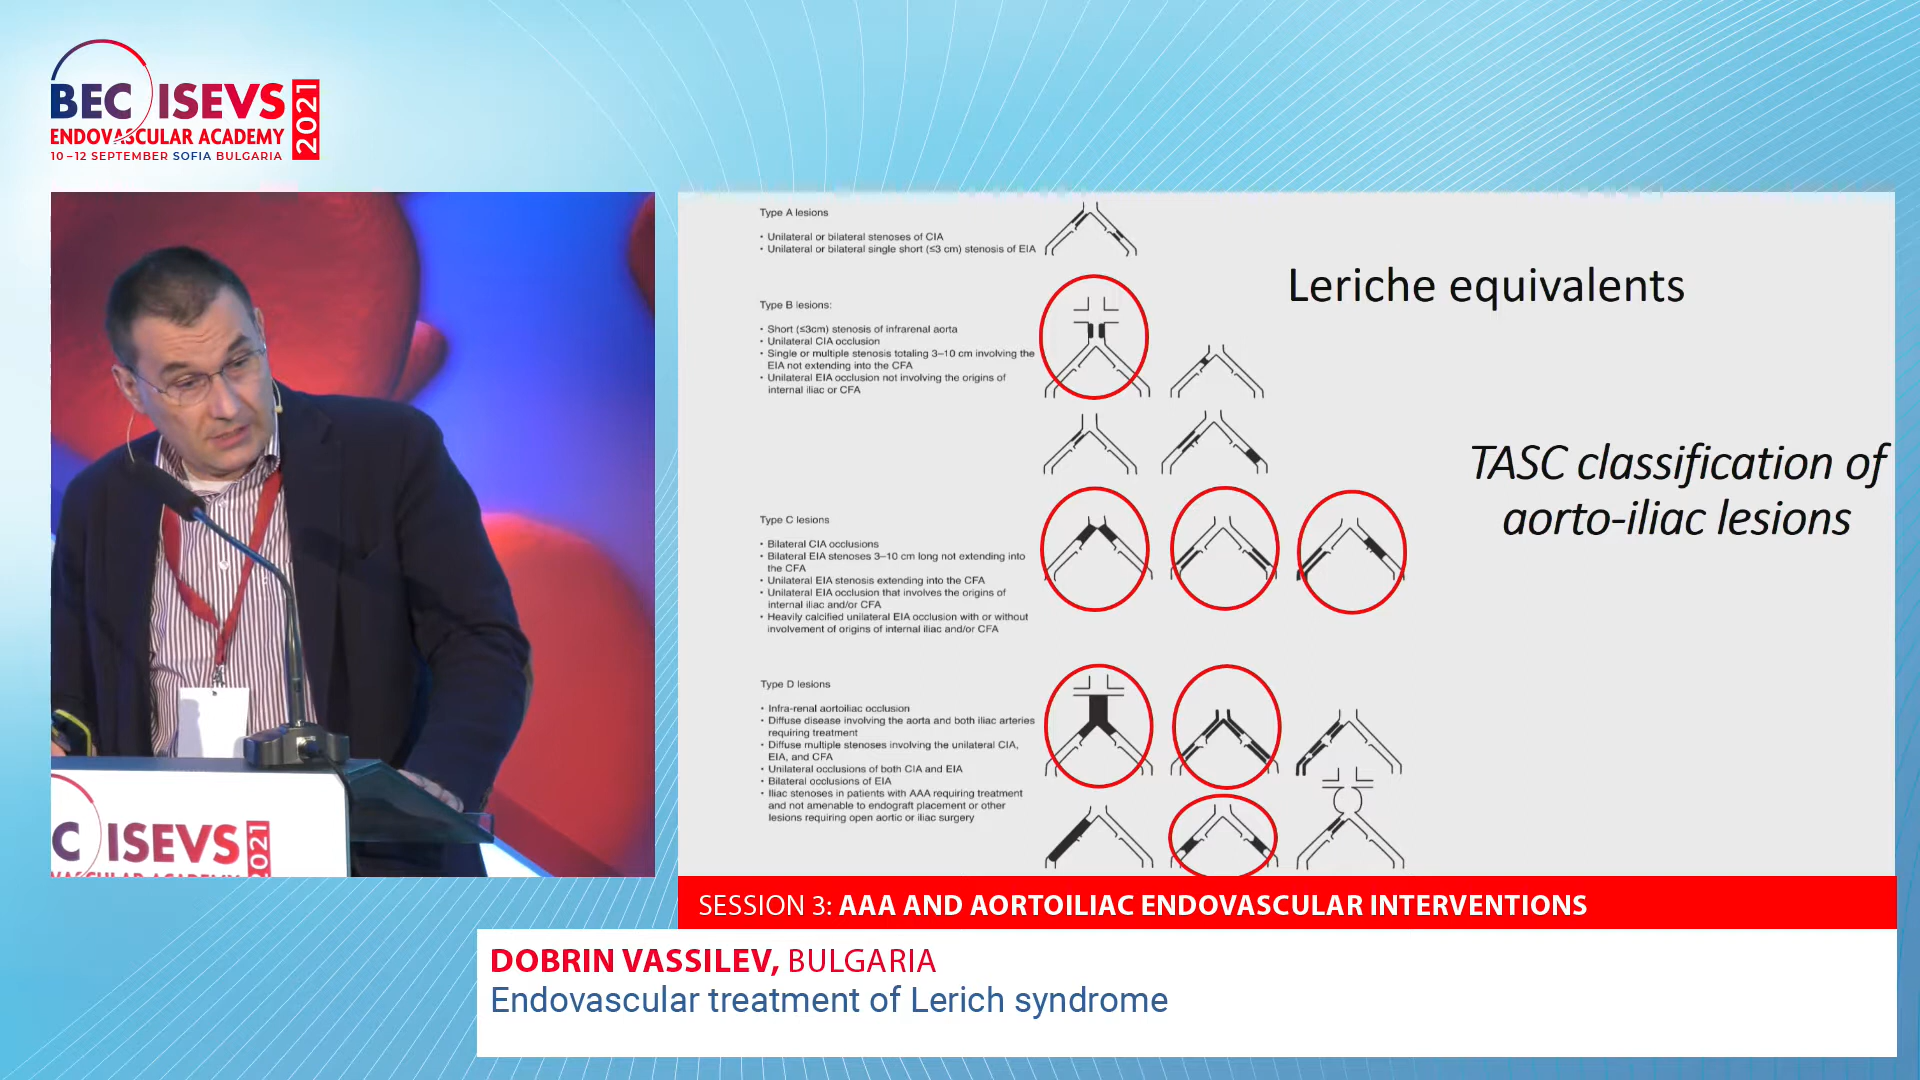 BEC ISEVS
2021
ENDOVASCULAR ACADEMY
10–12 SEPTEMBER SOFIA BULGARIA
Type A lesions
• Unilateral or bilateral stenoses of CIA
• Unilateral or bilateral single short (≤3 cm) stenosis of EIA
Leriche equivalents
Type B lesions:
• Short (≤3cm) stenosis of infrarenal aorta
• Unilateral CIA occlusion
• Single or multiple stenosis totaling 3–10 cm involving the
EIA not extending into the CFA
• Unilateral EIA occlusion not involving the origins of
internal iliac or CFA
TASC classification of
aorto-iliac lesions
Type C lesions
• Bilateral CIA occlusions
• Bilateral EIA stenoses 3–10 cm long not extending into
the CFA
• Unilateral EIA stenosis extending into the CFA
• Unilateral EIA occlusion that involves the origins of
internal iliac and/or CFA
• Heavily calcified unilateral EIA occlusion with or without
involvement of origins of internal iliac and/or CFA
Type D lesions
• Infra-renal aortoiliac occlusion
• Diffuse disease involving the aorta and both iliac arteries
requiring treatment
• Diffuse multiple stenoses involving the unilateral CIA,
EIA, and CFA
• Unilateral occlusions of both CIA and EIA
• Bilateral occlusions of EIA
• Iliac stenoses in patients with AAA requiring treatment
and not amenable to endograft placement or other
lesions requiring open aortic or iliac surgery
C ISEVS
2021
VASCULAR ACADEMY
SESSION 3: AAA AND AORTOILIAC ENDOVASCULAR INTERVENTIONS
DOBRIN VASSILEV, BULGARIA
Endovascular treatment of Lerich syndrome